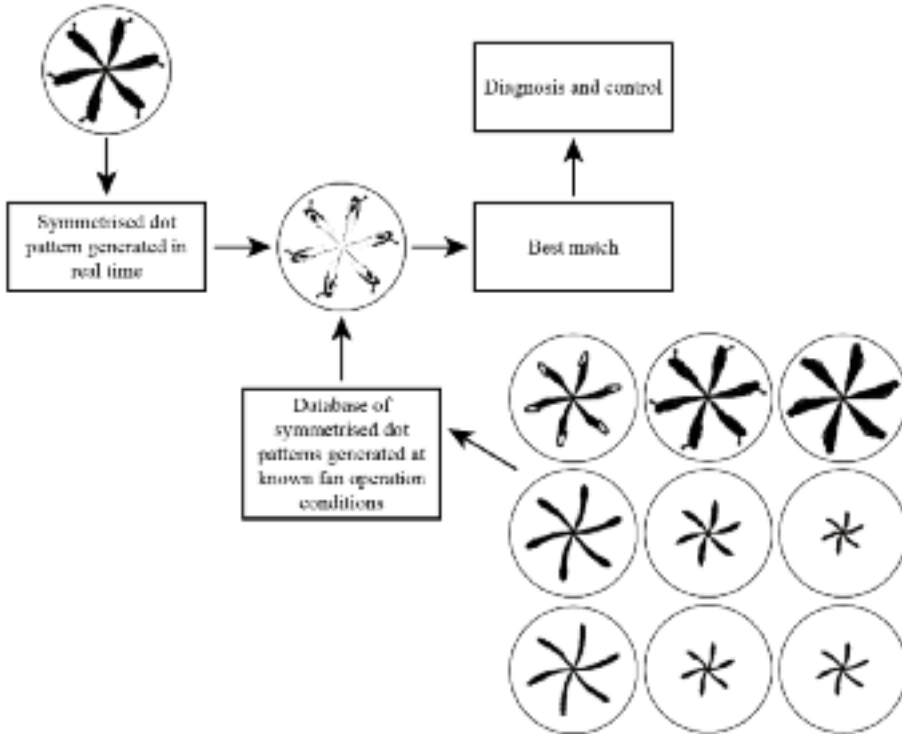 Diagnosis and control
Symmetrised dot
pattern generated in
real time
Best match
Database of
symmetrised dot
patterns generated at
known fan operation
conditions